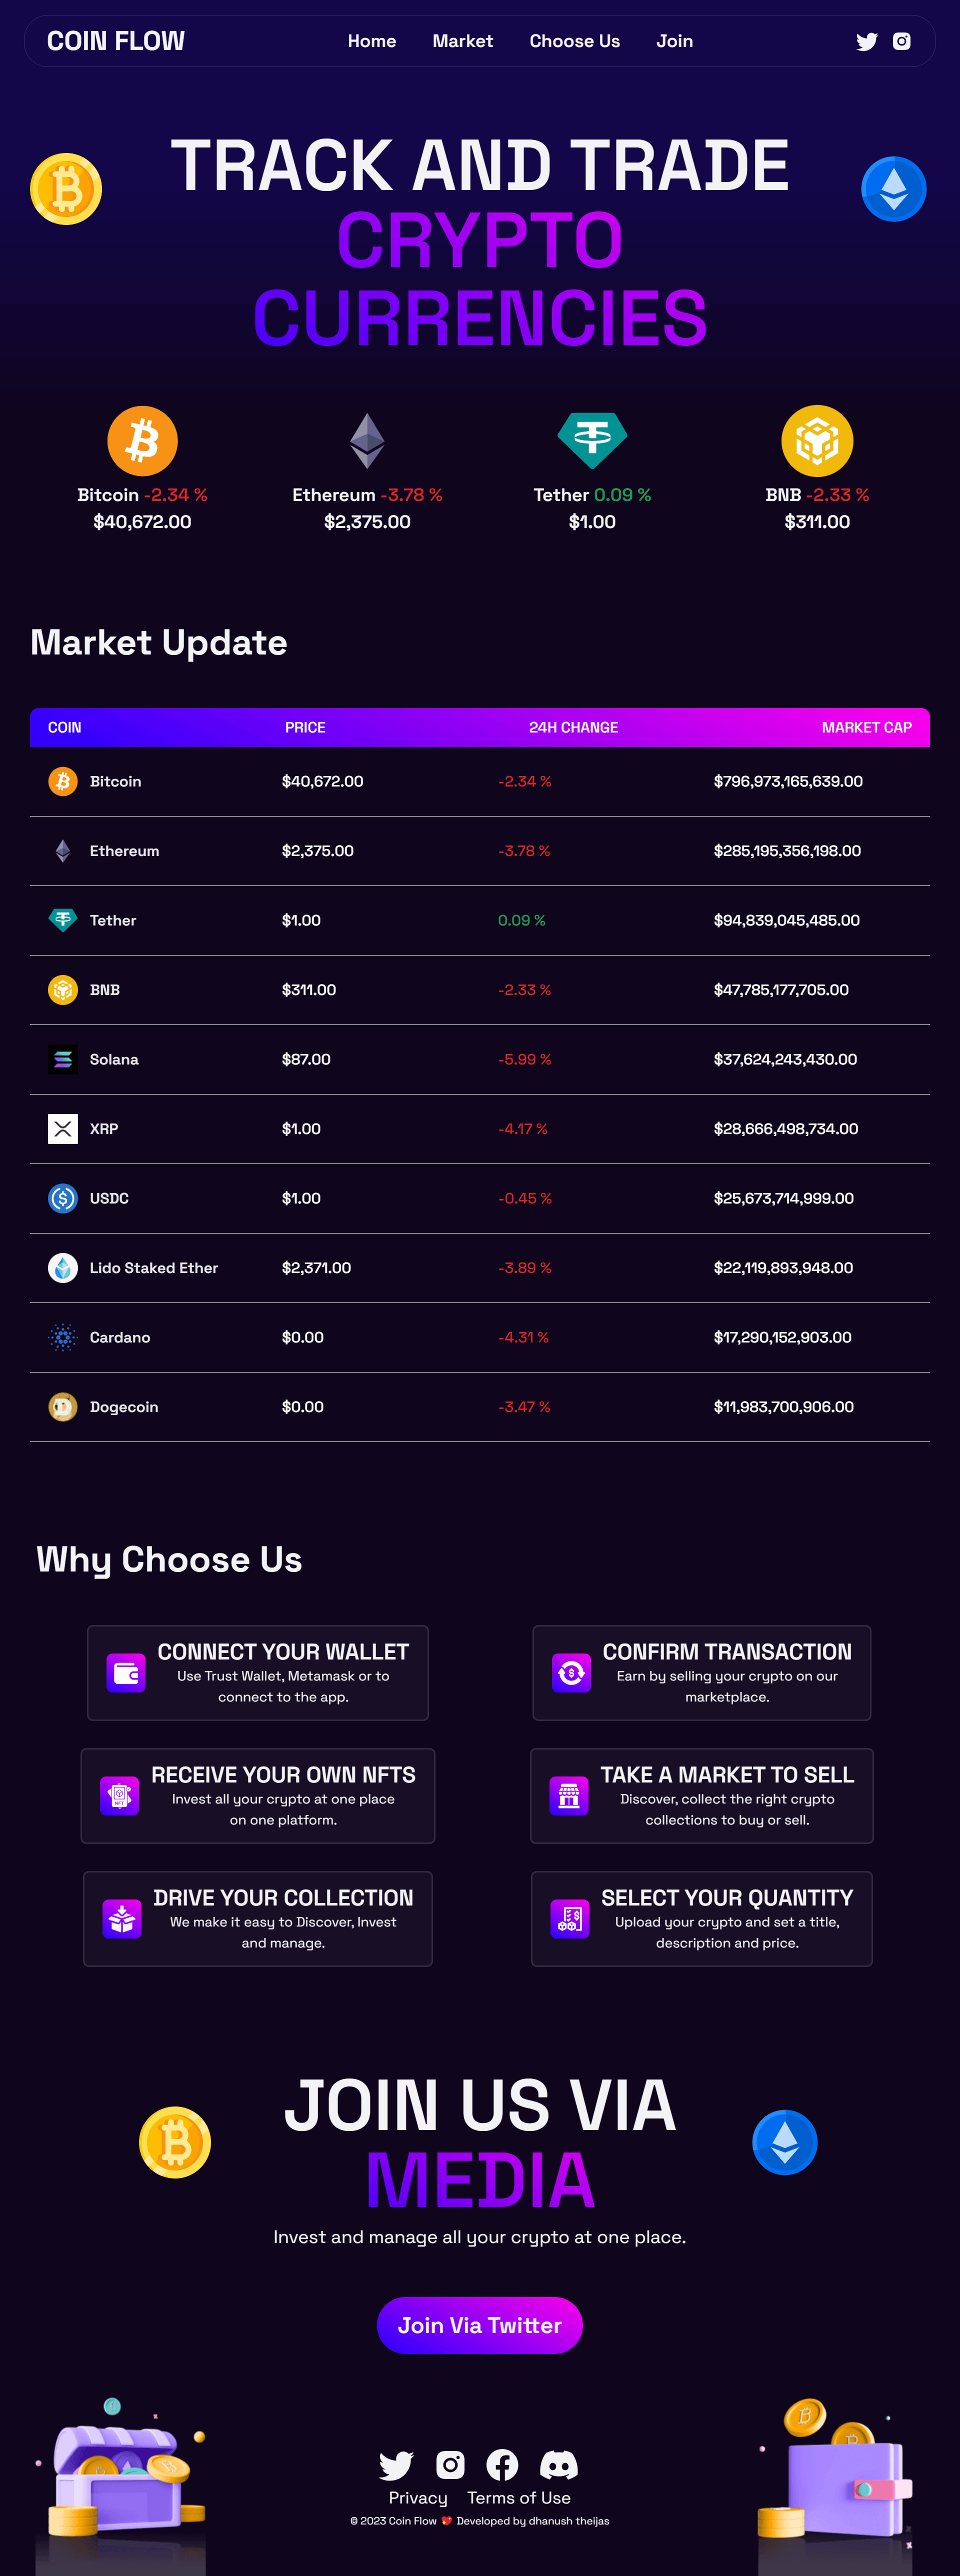 COIN FLOW Home Market Choose Us Join
TRACK AND TRADE
CRYPTO
CURRENCIES
Bitcoin -2.34 % Ethereum -3.78 % Tether 0.09 % BNB -2.33 %
$40,672.00 $2,375.00 $1.00 $311.00
Market Update
COIN PRICE 24H CHANGE MARKET CAP
Bitcoin $40,672.00 -2.34 % $796,973,165,639.00
Ethereum $2,375.00 -3.78 % $285,195,356,198.00
Tether $1.00 0.09 % $94,839,045,485.00
BNB $311.00 -2.33 % $47,785,177,705.00
Solana $87.00 -5.99 % $37,624,243,430.00
XRP $1.00 -4.17 % $28,666,498,734.00
USDC $1.00 -0.45 % $25,673,714,999.00
Lido Staked Ether $2,371.00 -3.89 % $22,119,893,948.00
Cardano $0.00 -4.31 % $17,290,152,903.00
Dogecoin $0.00 -3.47 % $11,983,700,906.00
Why Choose Us
CONNECT YOUR WALLET
Use Trust Wallet, Metamask or to
connect to the app.
CONFIRM TRANSACTION
Earn by selling your crypto on our
marketplace.
RECEIVE YOUR OWN NFTS
Invest all your crypto at one place
on one platform.
TAKE A MARKET TO SELL
Discover, collect the right crypto
collections to buy or sell.
DRIVE YOUR COLLECTION
We make it easy to Discover, Invest
and manage.
SELECT YOUR QUANTITY
Upload your crypto and set a title,
description and price.
JOIN US VIA
MEDIA
Invest and manage all your crypto at one place.
Join Via Twitter
Privacy Terms of Use
© 2023 Coin Flow 💖 Developed by dhanush theijas